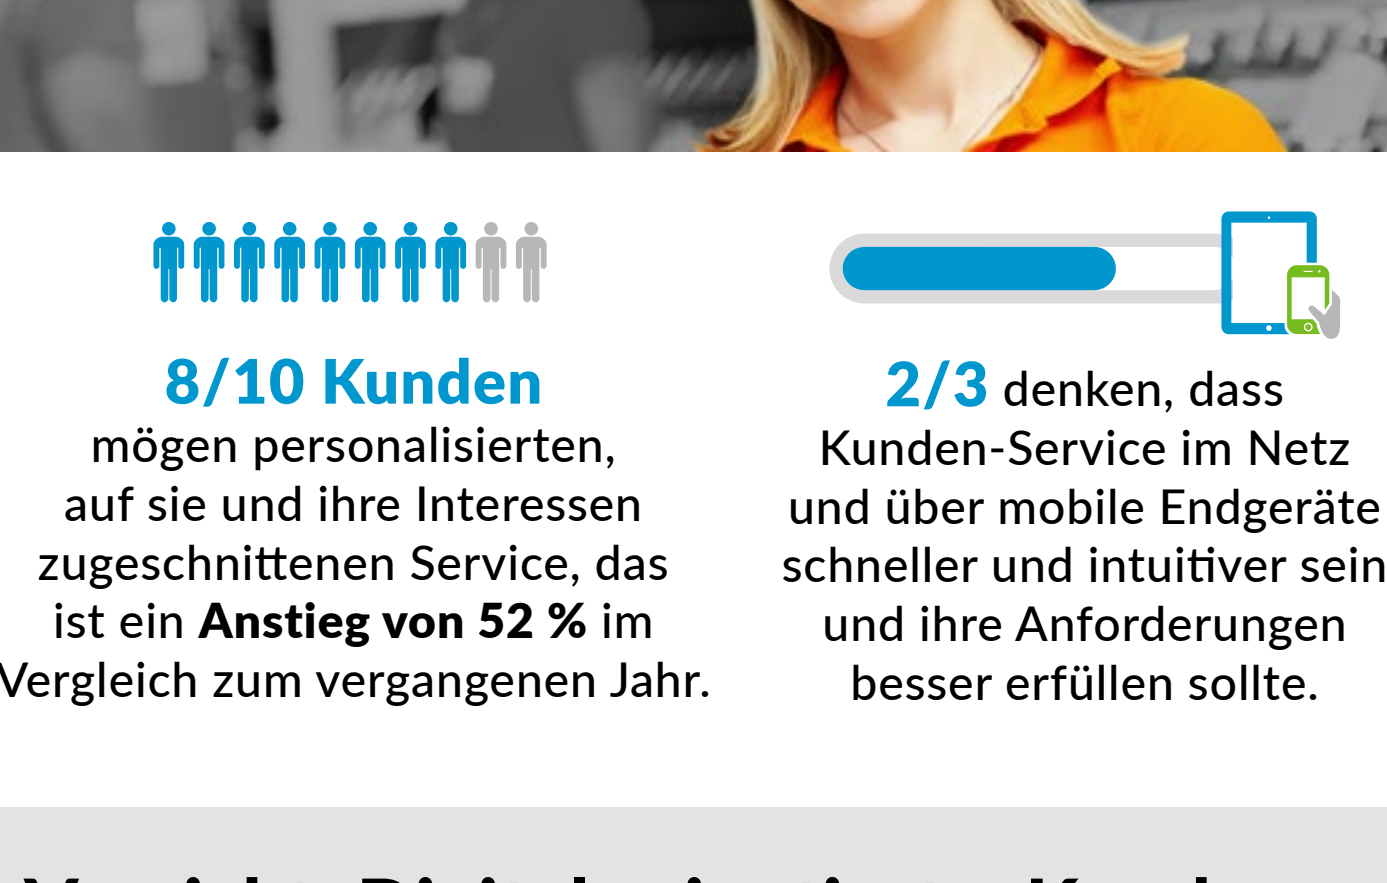 8/10 Kunden
mögen personalisierten,
auf sie und ihre Interessen
zugeschnittenen Service, das
ist ein Anstieg von 52 % im
Vergleich zum vergangenen Jahr.
2/3 denken, dass
Kunden-Service im Netz
und über mobile Endgeräte
schneller und intuitiver sein
und ihre Anforderungen
besser erfüllen sollte.